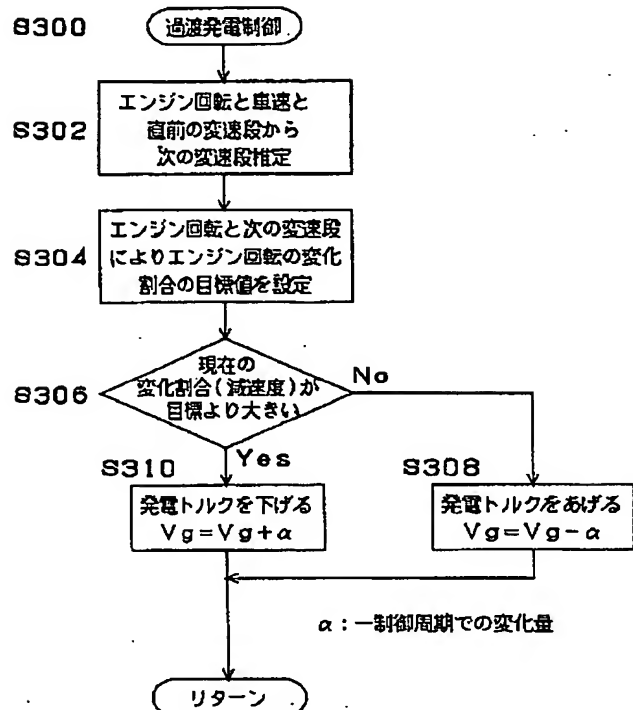 S300
過渡発電制御
S302
エンジン回転と車速と
直前の変速段から
次の変速段推定
S304
エンジン回転と次の変速段
によりエンジン回転の変化
割合の目標値を設定
S306
現在の
変化割合(減速度)が
目標より大きい
No
Yes
S310
発電トルクを下げる
Vg=Vg+α
S308
発電トルクをあげる
Vg=Vg-α
α:一制御周期での変化量
リターン